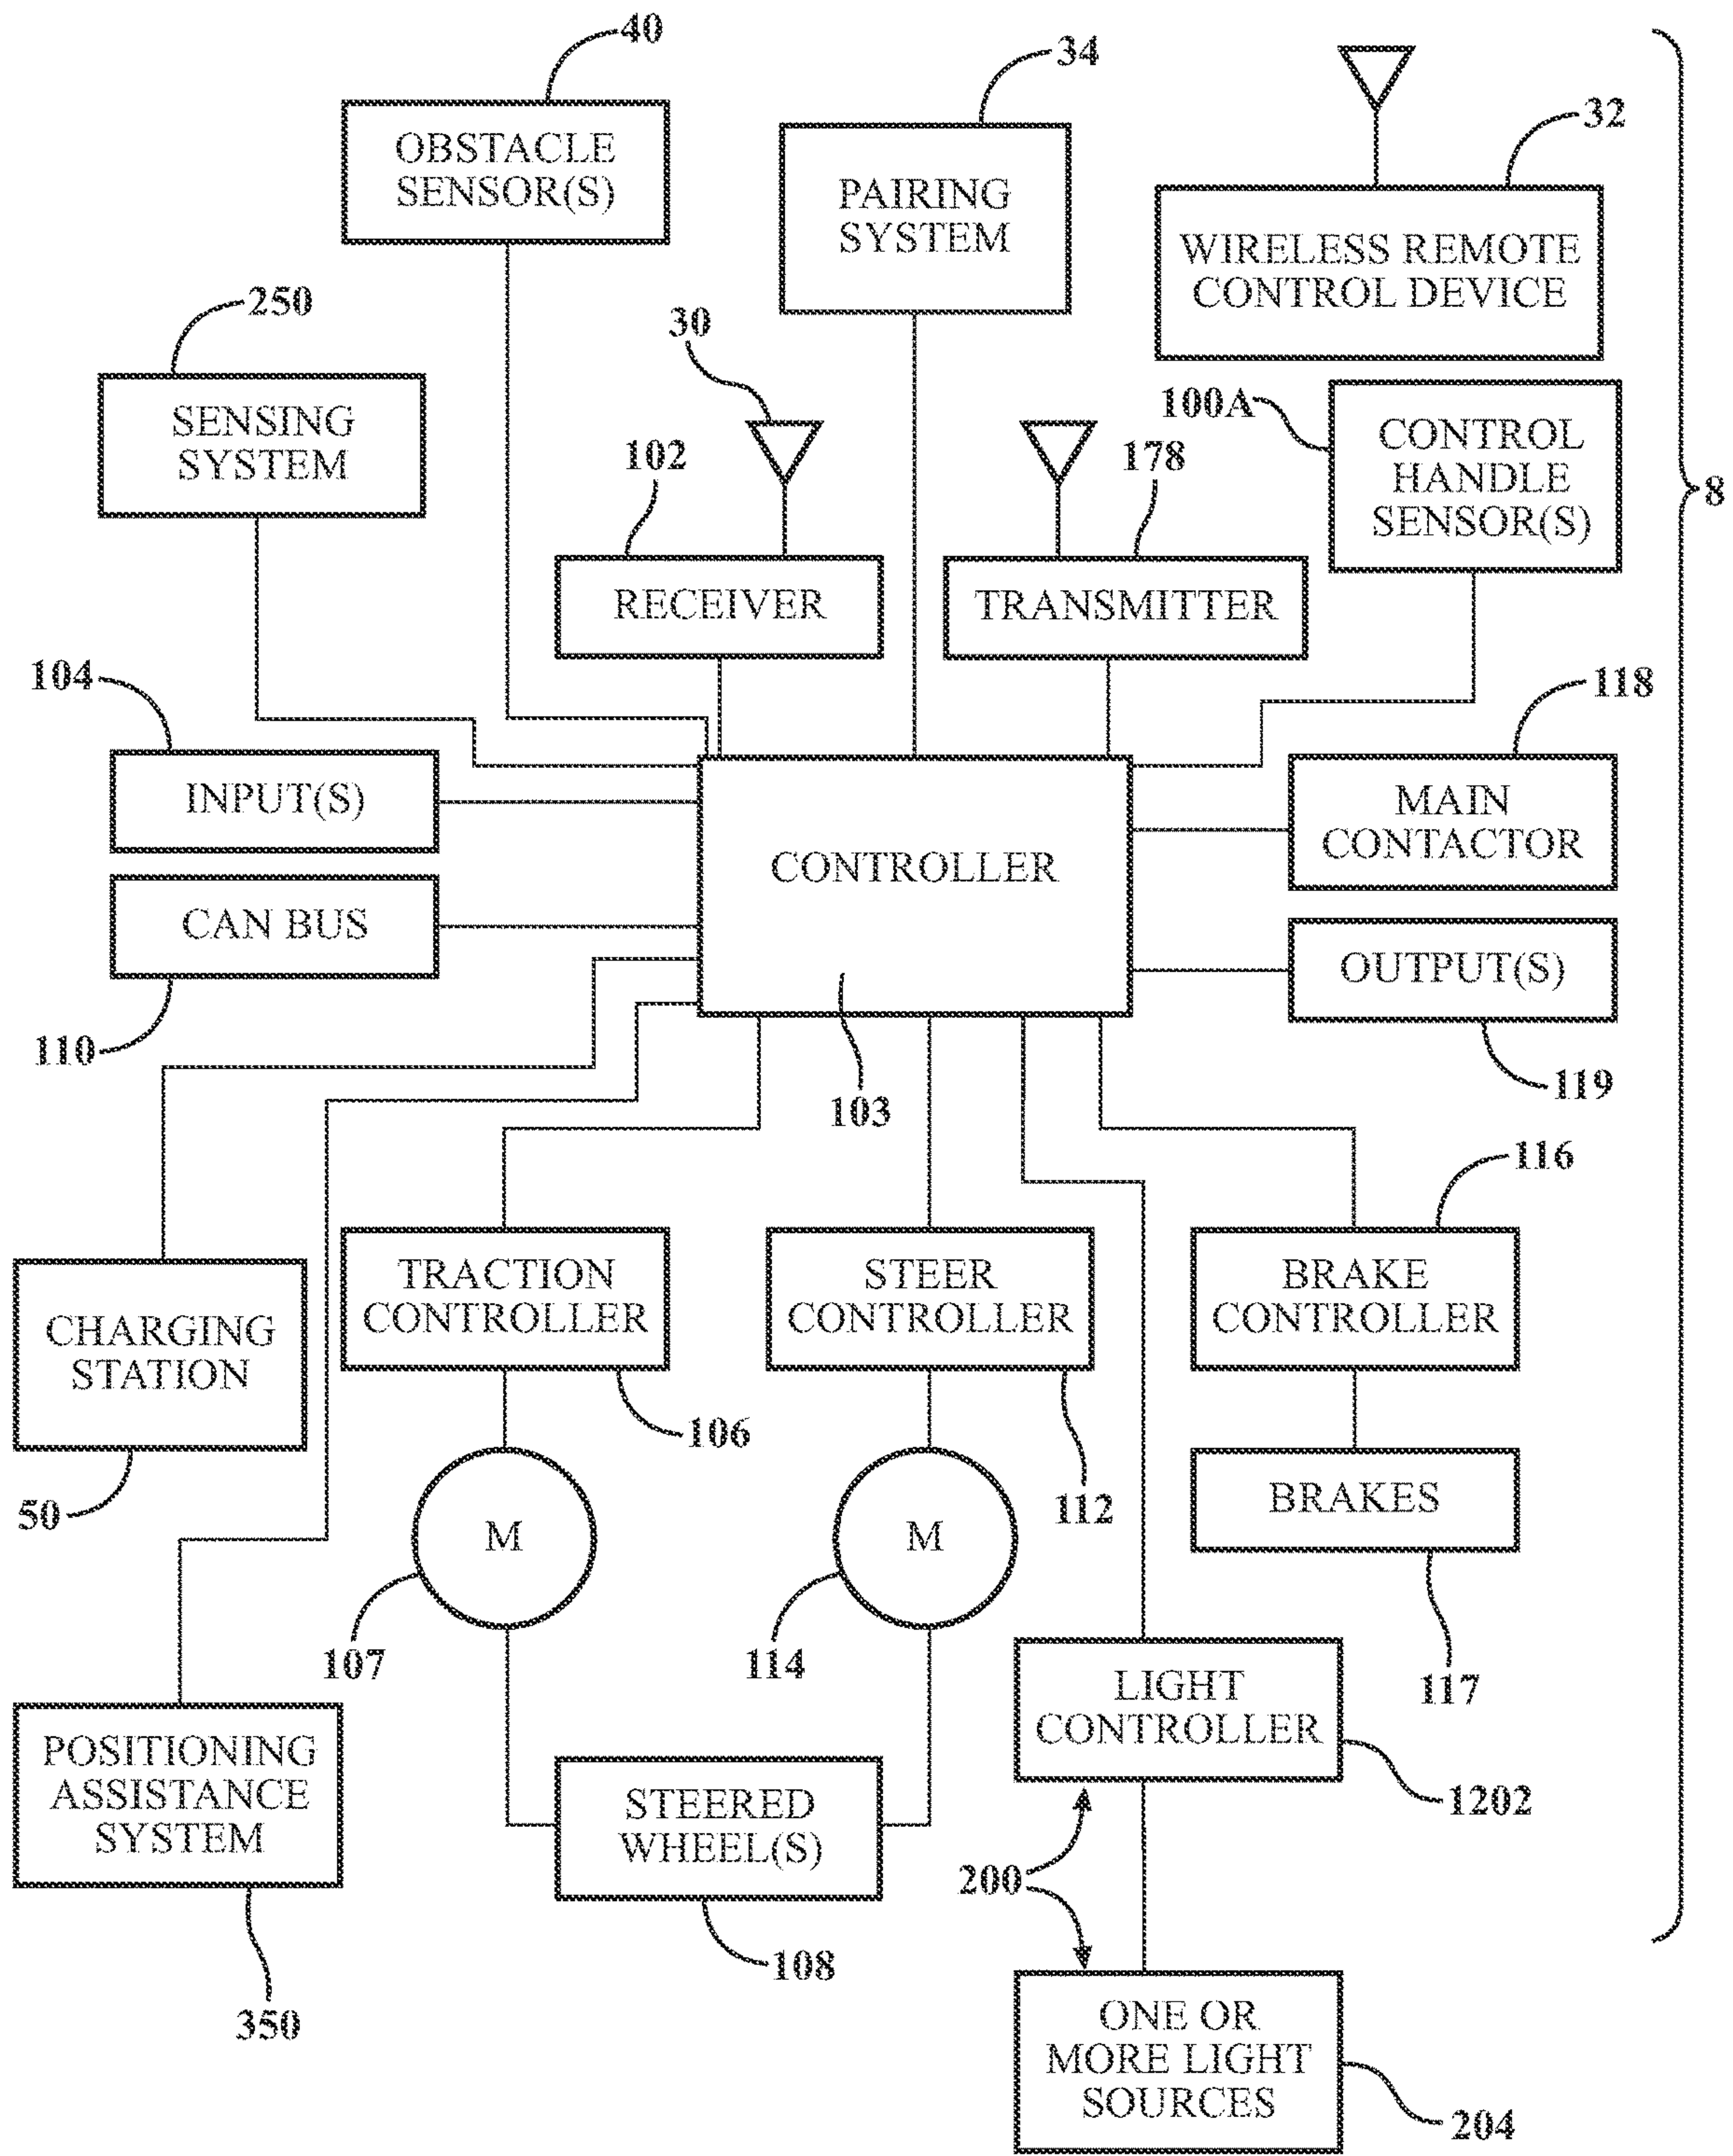 40
34
32
OBSTACLE
SENSOR(S)
PAIRING
SYSTEM
WIRELESS REMOTE
CONTROL DEVICE
250
30
SENSING
SYSTEM
100A
CONTROL
HANDLE
SENSOR(S)
102
178
8
RECEIVER
TRANSMITTER
104
118
INPUT(S)
MAIN
CONTACTOR
CONTROLLER
CAN BUS
OUTPUT(S)
110
103
119
116
TRACTION
CONTROLLER
STEER
CONTROLLER
BRAKE
CONTROLLER
CHARGING
STATION
106
112
50
M
M
BRAKES
107
114
117
LIGHT
CONTROLLER
POSITIONING
ASSISTANCE
SYSTEM
STEERED
WHEEL(S)
1202
200
108
350
ONE OR
MORE LIGHT
SOURCES
204